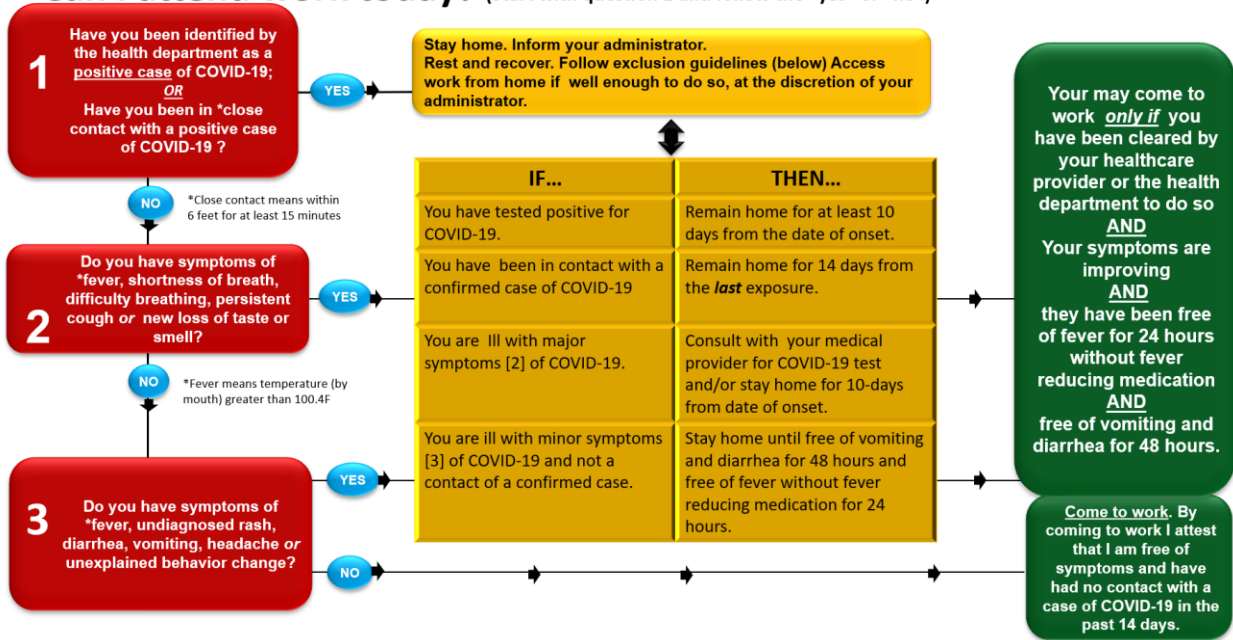 1
Have you been identified by
the health department as a
positive case of COVID-19;
OR
Have you been in *close
contact with a positive case
of COVID-19 ?
YES
Stay home. Inform your administrator.
Rest and recover. Follow exclusion guidelines (below) Access
work from home if well enough to do so, at the discretion of your
administrator.
NO
*Close contact means within
6 feet for at least 15 minutes
2
Do you have symptoms of
*fever, shortness of breath,
difficulty breathing, persistent
cough or new loss of taste or
smell?
YES
NO
*Fever means temperature (by
mouth) greater than 100.4F
3
Do you have symptoms of
*fever, undiagnosed rash,
diarrhea, vomiting, headache or
unexplained behavior change?
YES
NO
IF...
THEN...
You have tested positive for
COVID-19.
Remain home for at least 10
days from the date of onset.
You have been in contact with a
confirmed case of COVID-19
Remain home for 14 days from
the last exposure.
You are Ill with major
symptoms [2] of COVID-19.
Consult with your medical
provider for COVID-19 test
and/or stay home for 10-days
from date of onset.
You are ill with minor symptoms
[3] of COVID-19 and not a
contact of a confirmed case.
Stay home until free of vomiting
and diarrhea for 48 hours and
free of fever without fever
reducing medication for 24
hours.
Your may come to
work only if you
have been cleared by
your healthcare
provider or the health
department to do so
AND
Your symptoms are
improving
AND
they have been free
of fever for 24 hours
without fever
reducing medication
AND
free of vomiting and
diarrhea for 48 hours.
Come to work. By
coming to work I attest
that I am free of
symptoms and have
had no contact with a
case of COVID-19 in the
past 14 days.